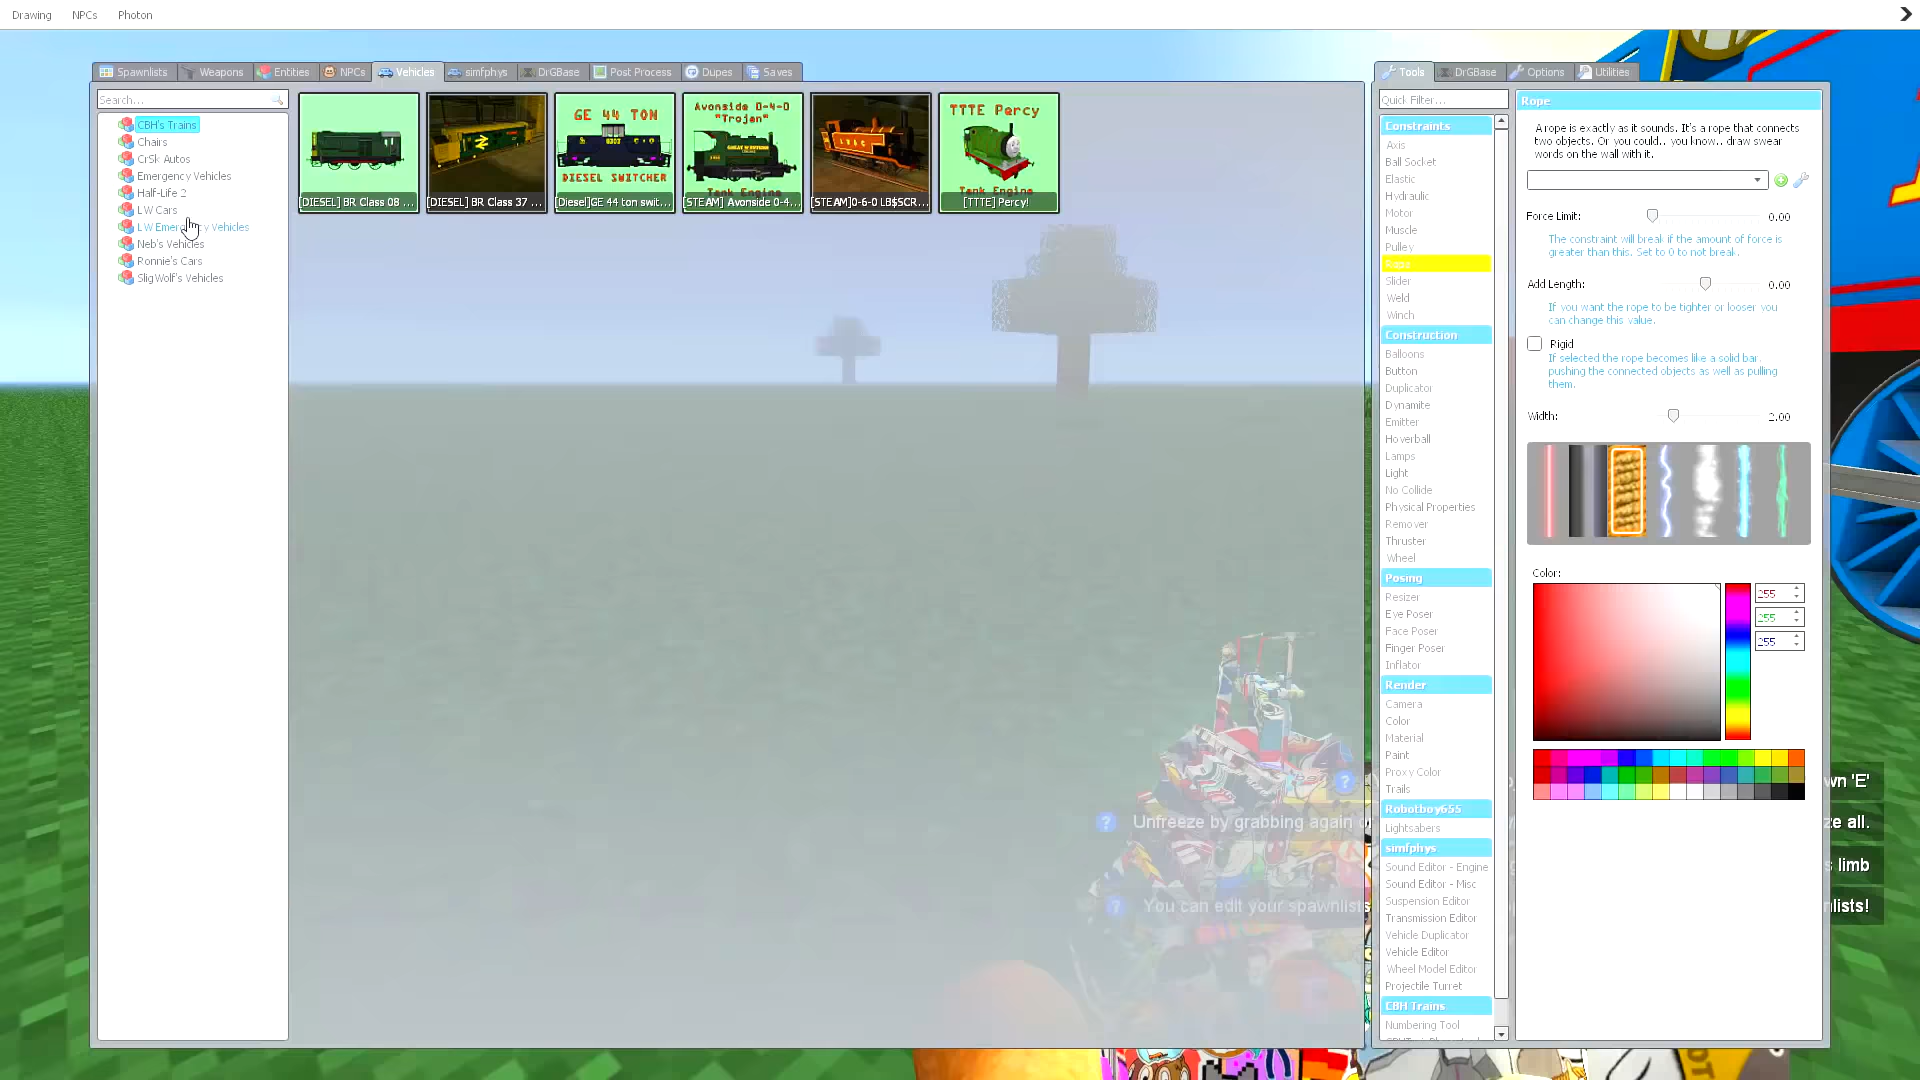 Drawing NPCs Photon
Spawnlists Weapons Entities NPCs Vehicles simfphys DrGBase Post Process Dupes Saves
Search...
CBH's Trains
Chairs
CrSk Autos
Emergency Vehicles
Half-Life 2
LW Cars
LW Emergency Vehicles
Neb's Vehicles
Ronnie's Cars
SligWolf's Vehicles
[DIESEL] BR Class 08 ...
[DIESEL] BR Class 37 ...
GE 44 TON
DIESEL SWITCHER
[Diesel]GE 44 ton swit...
Avonside 0-4-0
"Trojan"
Tank Engine
[STEAM] Avonside 0-4...
[STEAM]0-6-0 LB$SCR...
TTTE Percy
Tank Engine
[TTTE] Percy!
Unfreeze by grabbing again o
You can edit your spawnlists
Tools DrGBase Options Utilities
Quick Filter...
Constraints
Axis
Ball Socket
Elastic
Hydraulic
Motor
Muscle
Pulley
Rope
Slider
Weld
Winch
Construction
Balloons
Button
Duplicator
Dynamite
Emitter
Hoverball
Lamps
Light
No Collide
Physical Properties
Remover
Thruster
Wheel
Posing
Resizer
Eye Poser
Face Poser
Finger Poser
Inflator
Render
Camera
Color
Material
Paint
Proxy Color
Trails
Robotboy655
Lightsabers
simfphys
Sound Editor - Engine
Sound Editor - Misc
Suspension Editor
Transmission Editor
Vehicle Duplicator
Vehicle Editor
Wheel Model Editor
Projectile Turret
CBH Trains
Numbering Tool
Rope
A rope is exactly as it sounds. It's a rope that connects
two objects. Or you could.. you know.. draw swear
words on the wall with it.
Force Limit: 0.00
The constraint will break if the amount of force is
greater than this. Set to 0 to not break.
Add Length: 0.00
If you want the rope to be tighter or looser you
can change this value.
Rigid
If selected the rope becomes like a solid bar,
pushing the connected objects as well as pulling
them.
Width: 2.00
Color:
255
255
255
wn 'E'
ze all.
s limb
nlists!